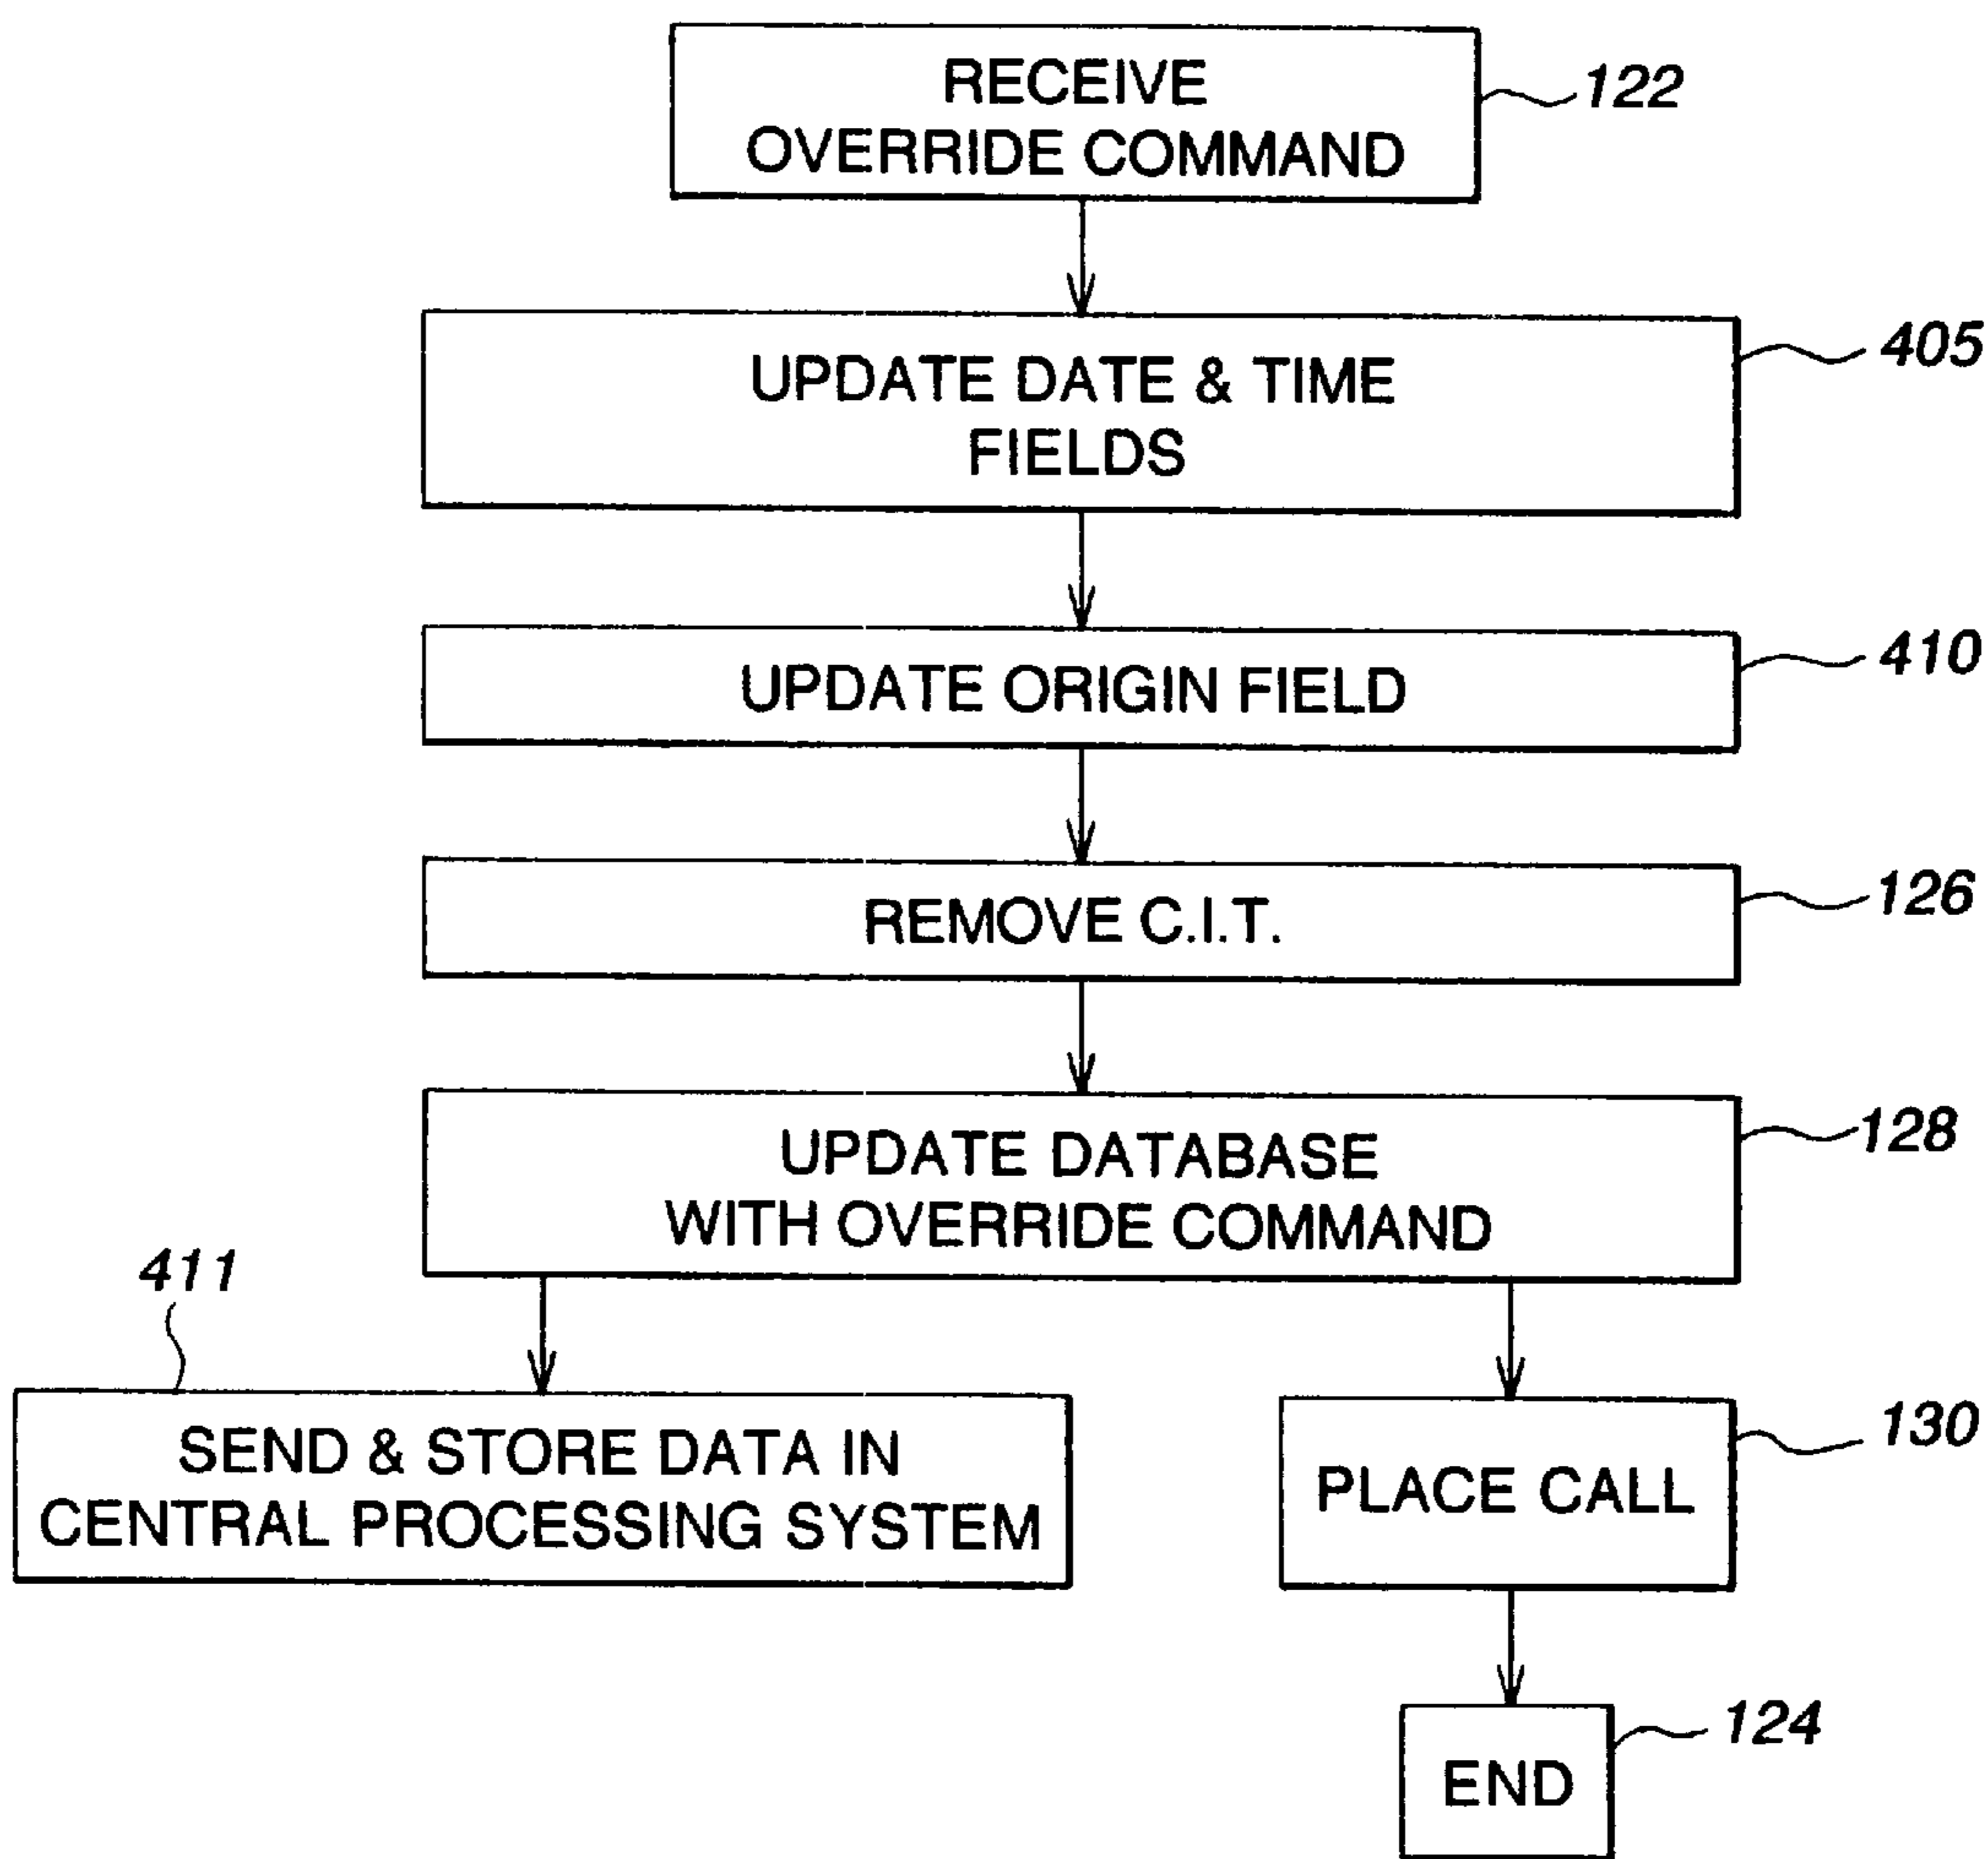 RECEIVE
OVERRIDE COMMAND
122
UPDATE DATE & TIME
FIELDS
405
UPDATE ORIGIN FIELD
410
REMOVE C.I.T.
126
UPDATE DATABASE
WITH OVERRIDE COMMAND
128
411
SEND & STORE DATA IN
CENTRAL PROCESSING SYSTEM
PLACE CALL
130
END
124